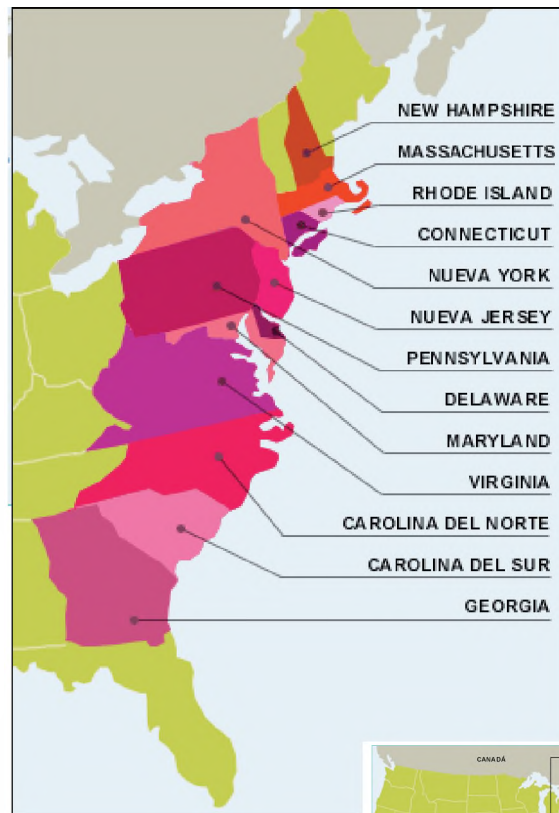 NEW HAMPSHIRE
MASSACHUSETTS
RHODE ISLAND
CONNECTICUT
NUEVA YORK
NUEVA JERSEY
PENNSYLVANIA
DELAWARE
MARYLAND
VIRGINIA
CAROLINA DEL NORTE
CAROLINA DEL SUR
GEORGIA
CANADÁ